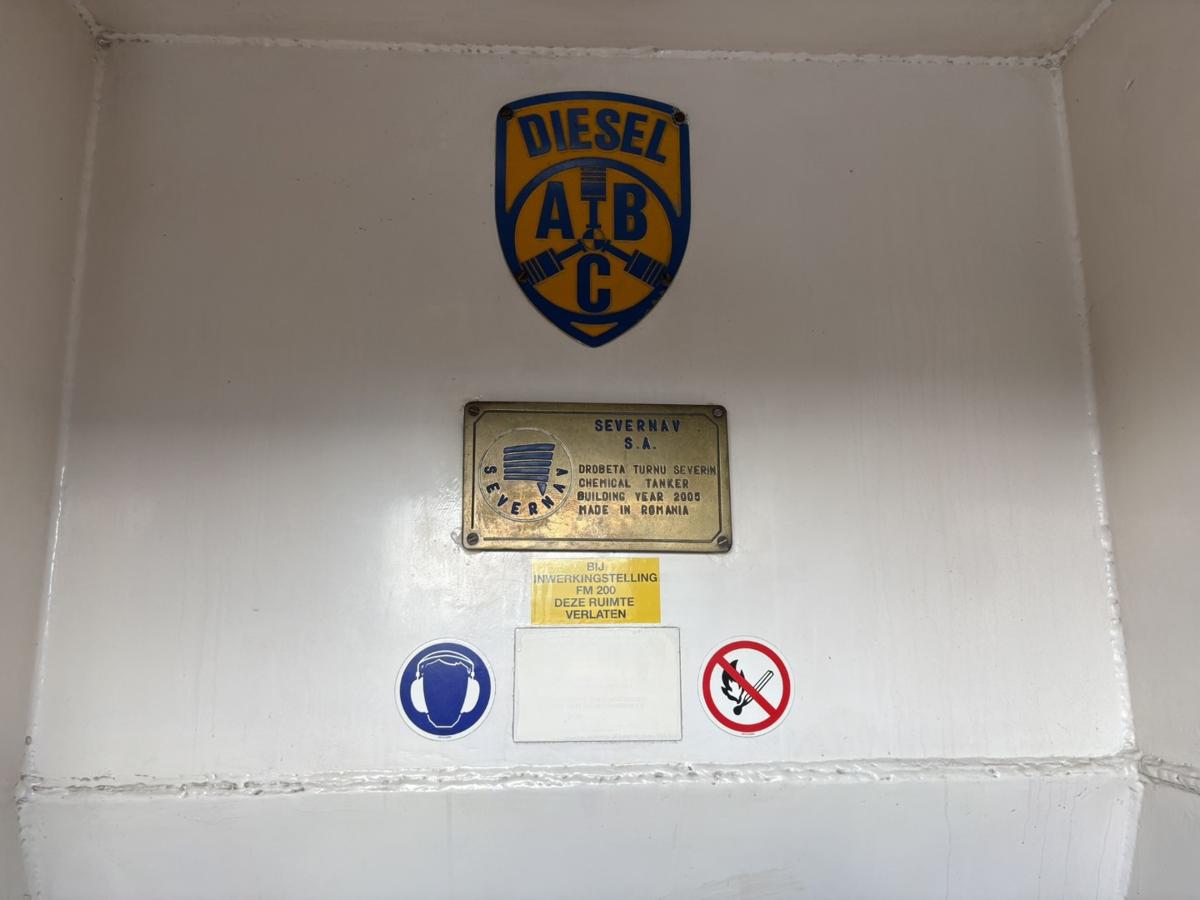 DIESEL
A B
C
SEVERNAV
S.A.
SEVERNAV
DROBETA TURNU SEVERIN
CHEMICAL TANKER
BUILDING YEAR 2005
MADE IN ROMANIA
BIJ
INWERKINGSTELLING
FM 200
DEZE RUIMTE
VERLATEN